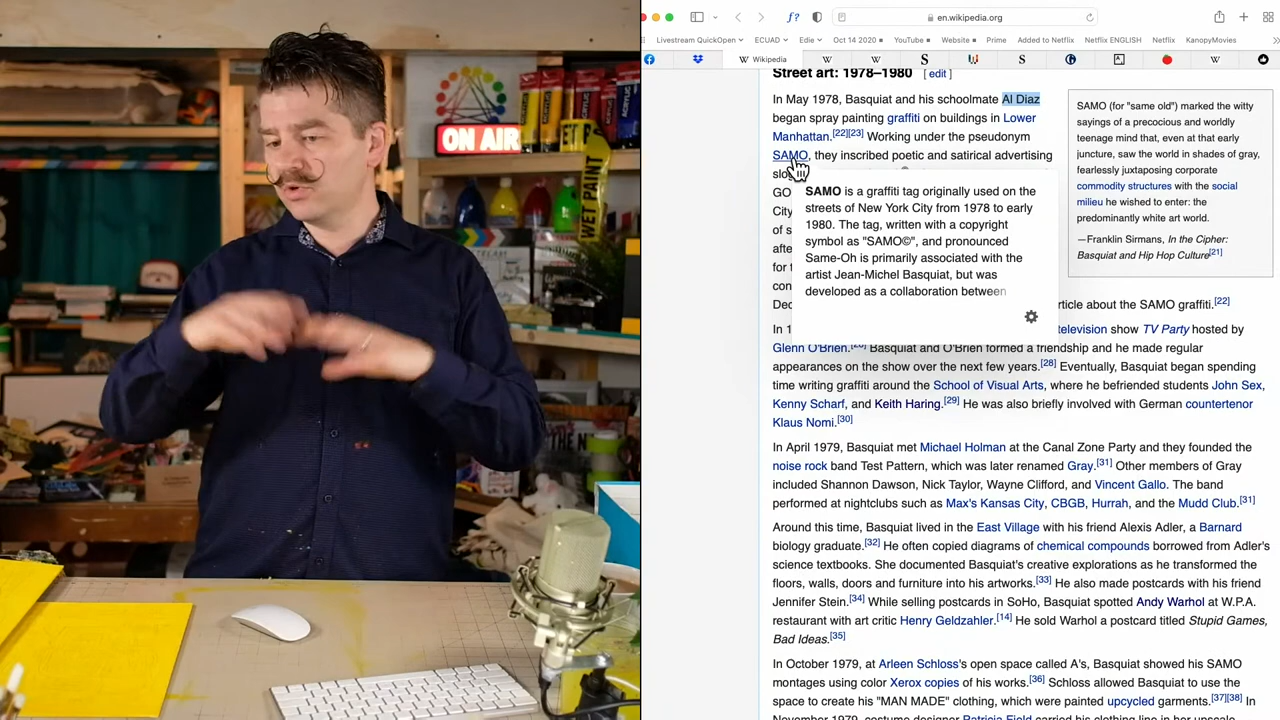 ON AIR
ACRYLIC
WET PAINT
en.wikipedia.org
Livestream QuickOpen
ECUAD
Edie
Oct 14 2020
YouTube
Website
Prime
Added to Netflix
Netflix ENGLISH
Netflix
KanopyMovies
Wikipedia
Street art: 1978–1980 [ edit ]
In May 1978, Basquiat and his schoolmate Al Diaz
began spray painting graffiti on buildings in Lower
Manhattan.[22][23] Working under the pseudonym
SAMO, they inscribed poetic and satirical advertising
SAMO is a graffiti tag originally used on the
streets of New York City from 1978 to early
1980. The tag, written with a copyright
symbol as "SAMO©", and pronounced
Same-Oh is primarily associated with the
artist Jean-Michel Basquiat, but was
developed as a collaboration between
SAMO (for "same old") marked the witty
sayings of a precocious and worldly
teenage mind that, even at that early
juncture, saw the world in shades of gray,
fearlessly juxtaposing corporate
commodity structures with the social
milieu he wished to enter: the
predominantly white art world.
—Franklin Sirmans, In the Cipher:
Basquiat and Hip Hop Culture[21]
about the SAMO graffiti.[22]
television show TV Party hosted by
Glenn O'Brien. Basquiat and O'Brien formed a friendship and he made regular
appearances on the show over the next few years.[28] Eventually, Basquiat began spending
time writing graffiti around the School of Visual Arts, where he befriended students John Sex,
Kenny Scharf, and Keith Haring.[29] He was also briefly involved with German countertenor
Klaus Nomi.[30]
In April 1979, Basquiat met Michael Holman at the Canal Zone Party and they founded the
noise rock band Test Pattern, which was later renamed Gray.[31] Other members of Gray
included Shannon Dawson, Nick Taylor, Wayne Clifford, and Vincent Gallo. The band
performed at nightclubs such as Max's Kansas City, CBGB, Hurrah, and the Mudd Club.[31]
Around this time, Basquiat lived in the East Village with his friend Alexis Adler, a Barnard
biology graduate.[32] He often copied diagrams of chemical compounds borrowed from Adler's
science textbooks. She documented Basquiat's creative explorations as he transformed the
floors, walls, doors and furniture into his artworks.[33] He also made postcards with his friend
Jennifer Stein.[34] While selling postcards in SoHo, Basquiat spotted Andy Warhol at W.P.A.
restaurant with art critic Henry Geldzahler.[14] He sold Warhol a postcard titled Stupid Games,
Bad Ideas.[35]
In October 1979, at Arleen Schloss's open space called A's, Basquiat showed his SAMO
montages using color Xerox copies of his works.[36] Schloss allowed Basquiat to use the
space to create his "MAN MADE" clothing, which were painted upcycled garments.[37][38] In
November 1979, costume designer Patricia Field carried his clothing line in her upscale